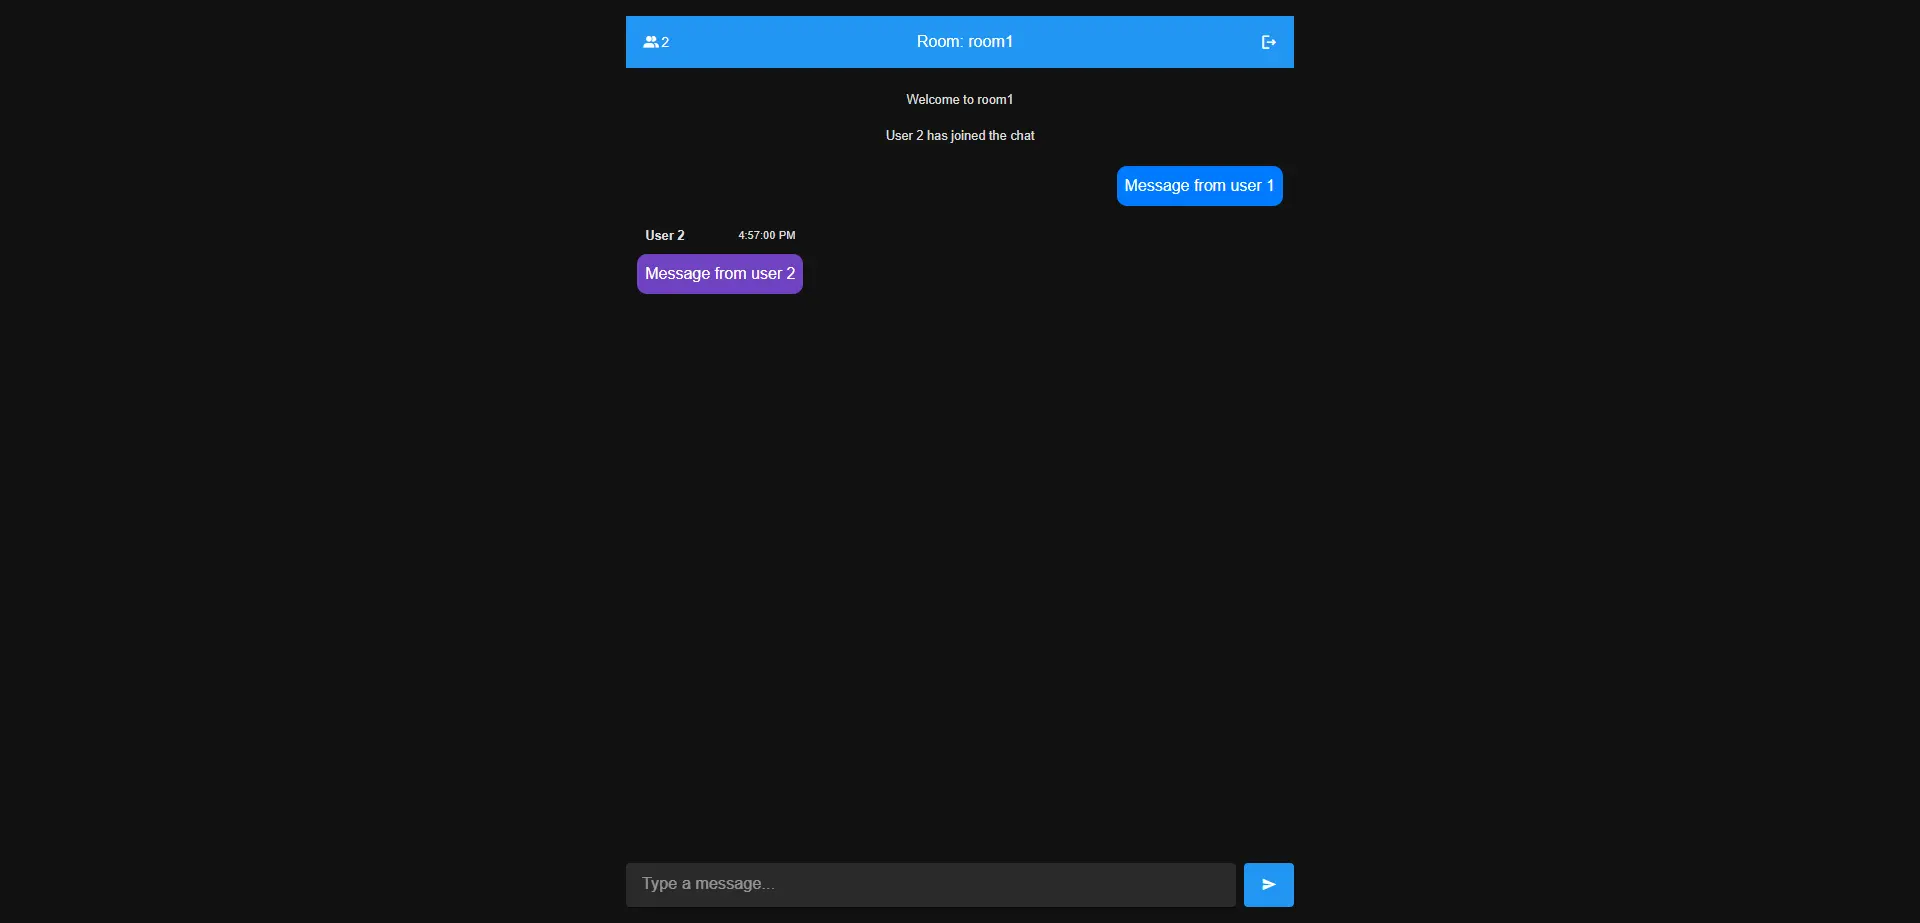 2 Room: room1
Welcome to room1
User 2 has joined the chat
Message from user 1
User 2 4:57:00 PM
Message from user 2
Type a message...